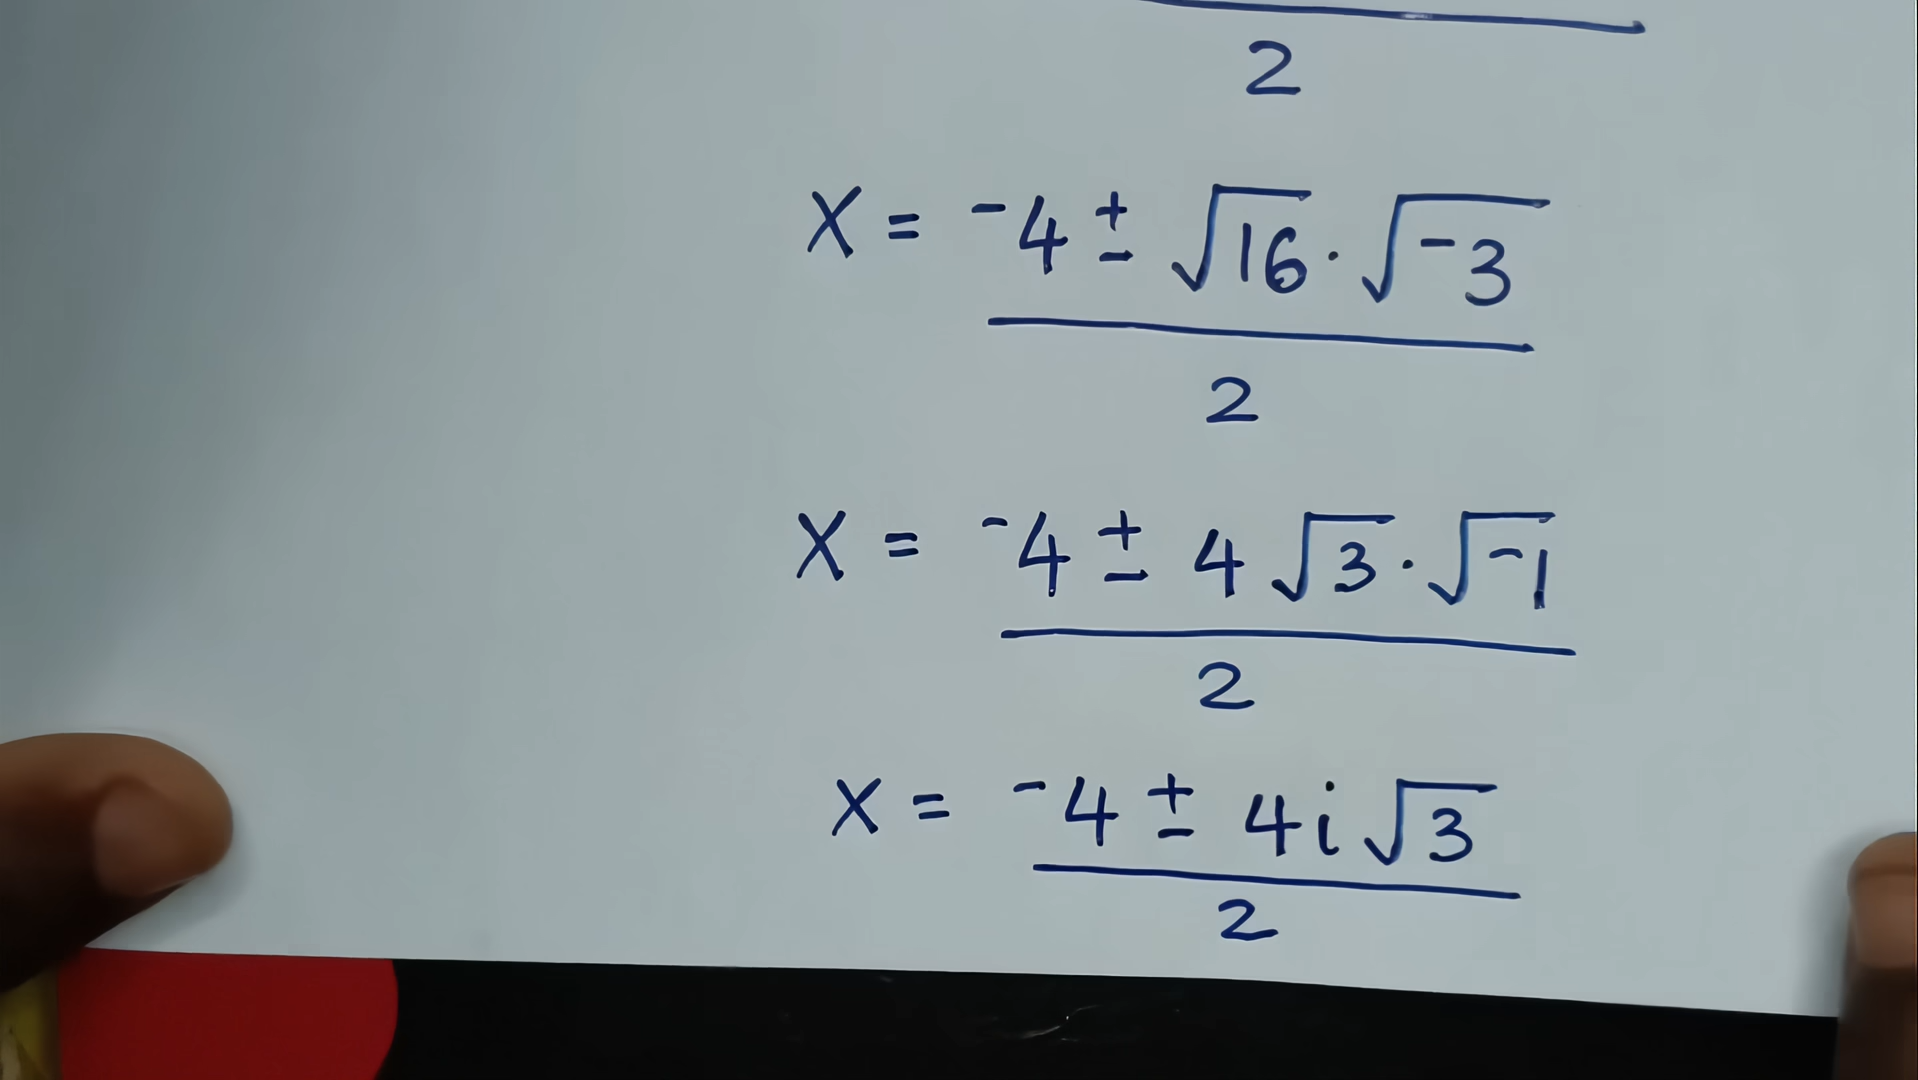 2
X = -4 ± √16 · √-3
2
X = -4 ± 4√3 · √-1
2
X = -4 ± 4i√3
2